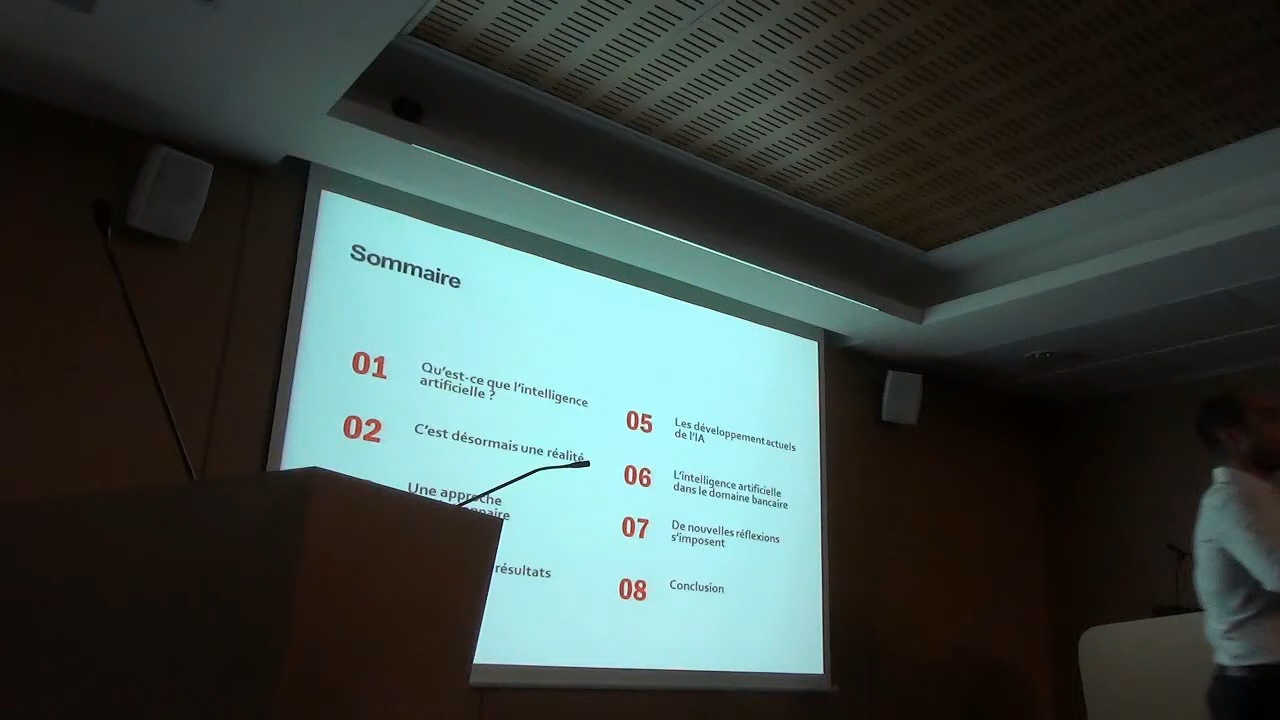 Sommaire
01
Qu'est-ce que l'intelligence
artificielle ?
02
C'est désormais une réalité
Une approche
résultats
05
Les développement actuels
de l'IA
06
L'intelligence artificielle
dans le domaine bancaire
07
De nouvelles réflexions
s'imposent
08
Conclusion